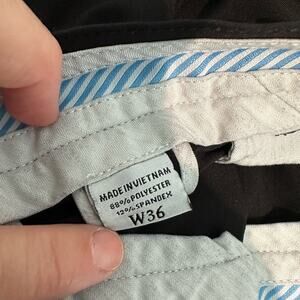 MADE IN VIETNAM
88% POLYESTER
12% SPANDEX
W36